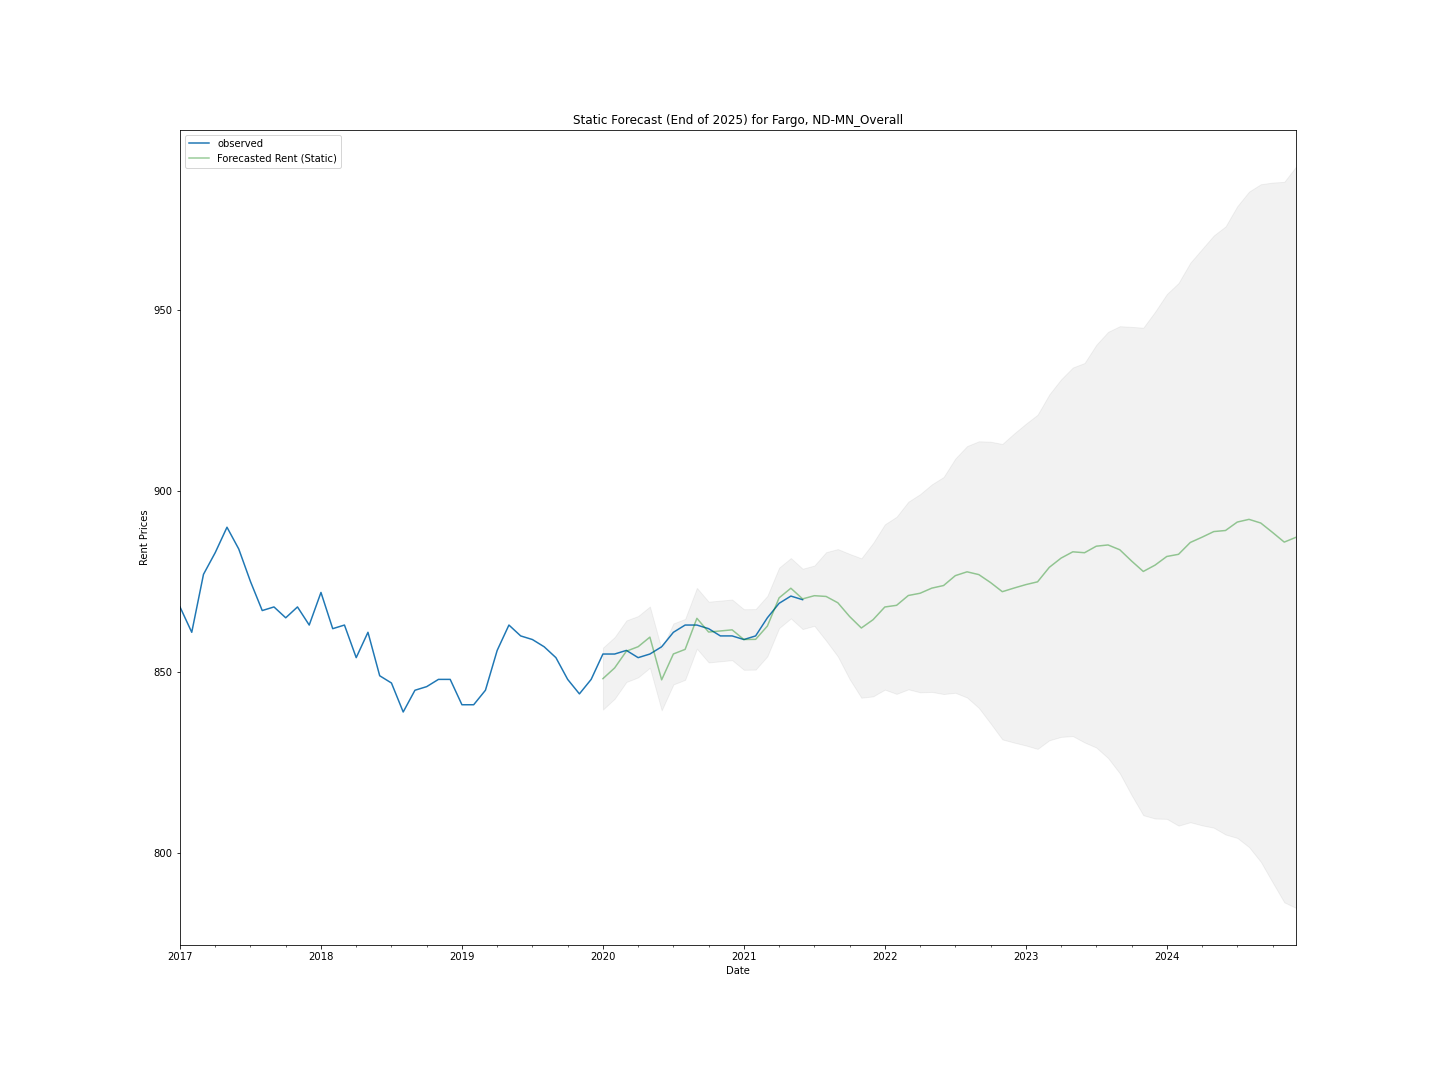 Static Forecast (End of 2025) for Fargo, ND-MN_Overall
observed
Forecasted Rent (Static)
950
900
850
800
Rent Prices
2017 2018 2019 2020 2021 2022 2023 2024
Date